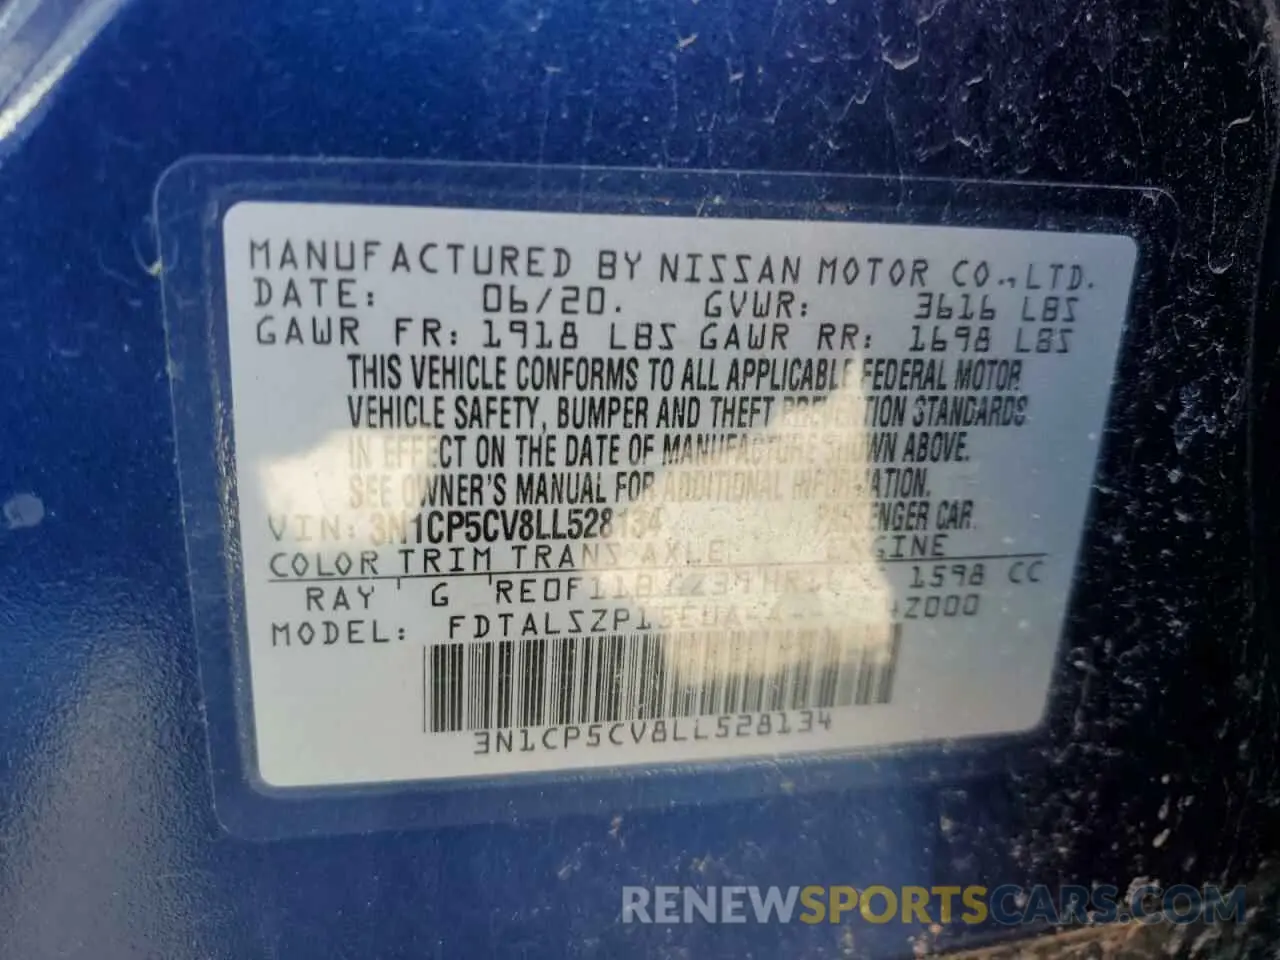 MANUFACTURED BY NISSAN MOTOR CO., LTD.
DATE: 06/20. GVWR: 3616 LBS
GAWR FR: 1918 LBS GAWR RR: 1698 LBS
THIS VEHICLE CONFORMS TO ALL APPLICABLE FEDERAL MOTOR
VEHICLE SAFETY, BUMPER AND THEFT PREVENTION STANDARDS
IN EFFECT ON THE DATE OF MANUFACTURE SHOWN ABOVE.
SEE OWNER'S MANUAL FOR ADDITIONAL INFORMATION.
VIN: 3N1CP5CV8LL528134 PASSENGER CAR
COLOR TRIM TRANS AXLE ENGINE
RAY G 1598 CC
MODEL:
3N1CP5CV8LL528134
RENEWSPORTSCARS.COM